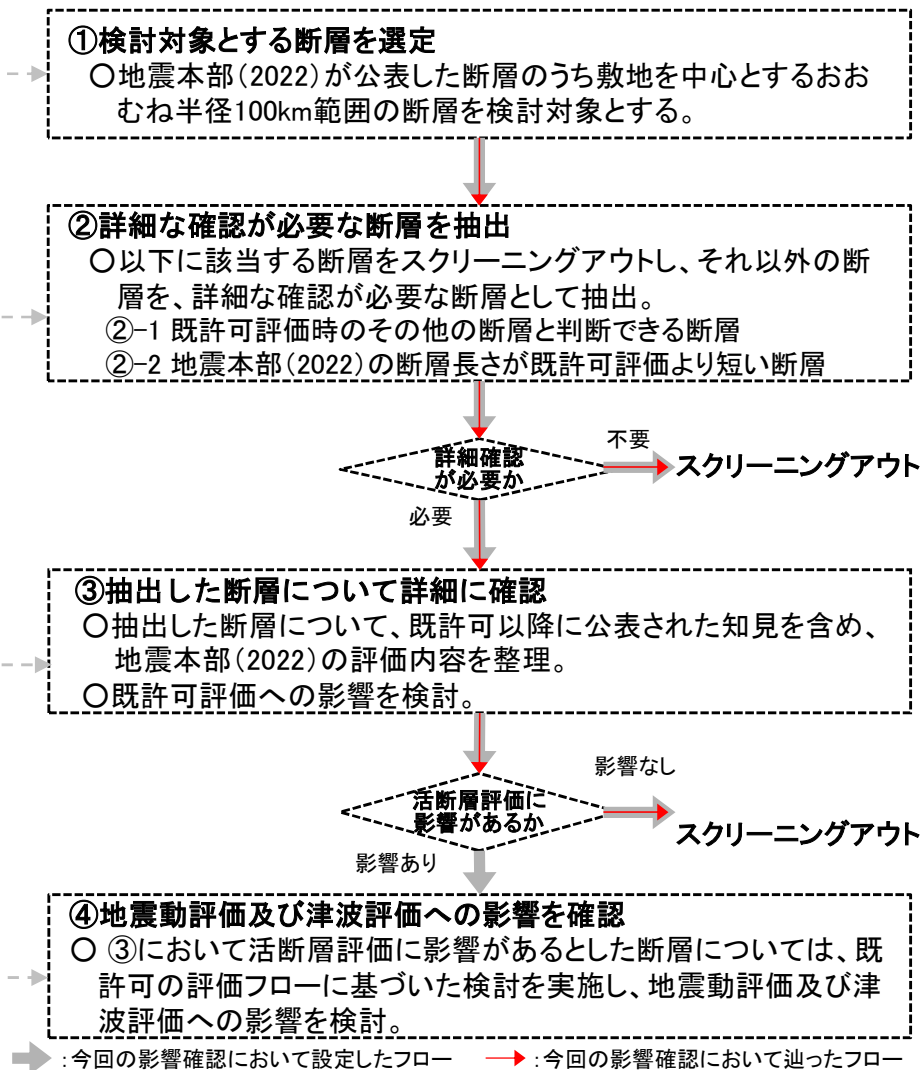 ①検討対象とする断層を選定
〇地震本部(2022)が公表した断層のうち敷地を中心とするおお
むね半径100km範囲の断層を検討対象とする。
②詳細な確認が必要な断層を抽出
〇以下に該当する断層をスクリーニングアウトし、それ以外の断
層を、詳細な確認が必要な断層として抽出。
②-1 既許可評価時のその他の断層と判断できる断層
②-2 地震本部(2022)の断層長さが既許可評価より短い断層
詳細確認
が必要か
不要
スクリーニングアウト
必要
③抽出した断層について詳細に確認
〇抽出した断層について、既許可以降に公表された知見を含め、
地震本部(2022)の評価内容を整理。
〇既許可評価への影響を検討。
活断層評価に
影響があるか
影響なし
スクリーニングアウト
影響あり
④地震動評価及び津波評価への影響を確認
〇 ③において活断層評価に影響があるとした断層については、既
許可の評価フローに基づいた検討を実施し、地震動評価及び津
波評価への影響を検討。
:今回の影響確認において設定したフロー :今回の影響確認において辿ったフロー